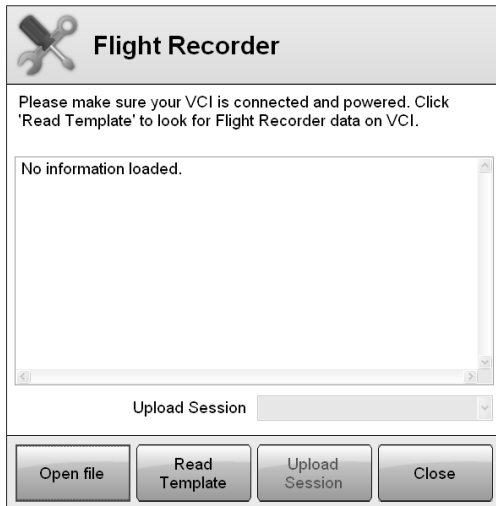 Flight Recorder
Please make sure your VCI is connected and powered. Click
'Read Template' to look for Flight Recorder data on VCI.
No information loaded.
Upload Session
Open file
Read
Template
Upload
Session
Close